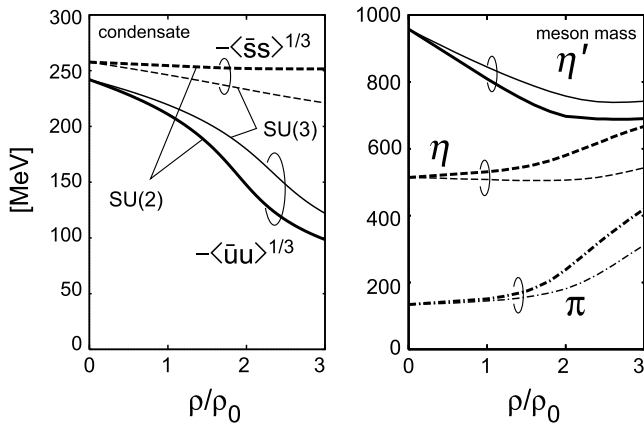 condensate
−⟨s̄s⟩^{1/3}
SU(3)
SU(2)
−⟨ūu⟩^{1/3}
[MeV]
300
250
200
150
100
50
0
0 1 2 3
ρ/ρ₀
meson mass
η'
η
π
1000
800
600
400
200
0
0 1 2 3
ρ/ρ₀